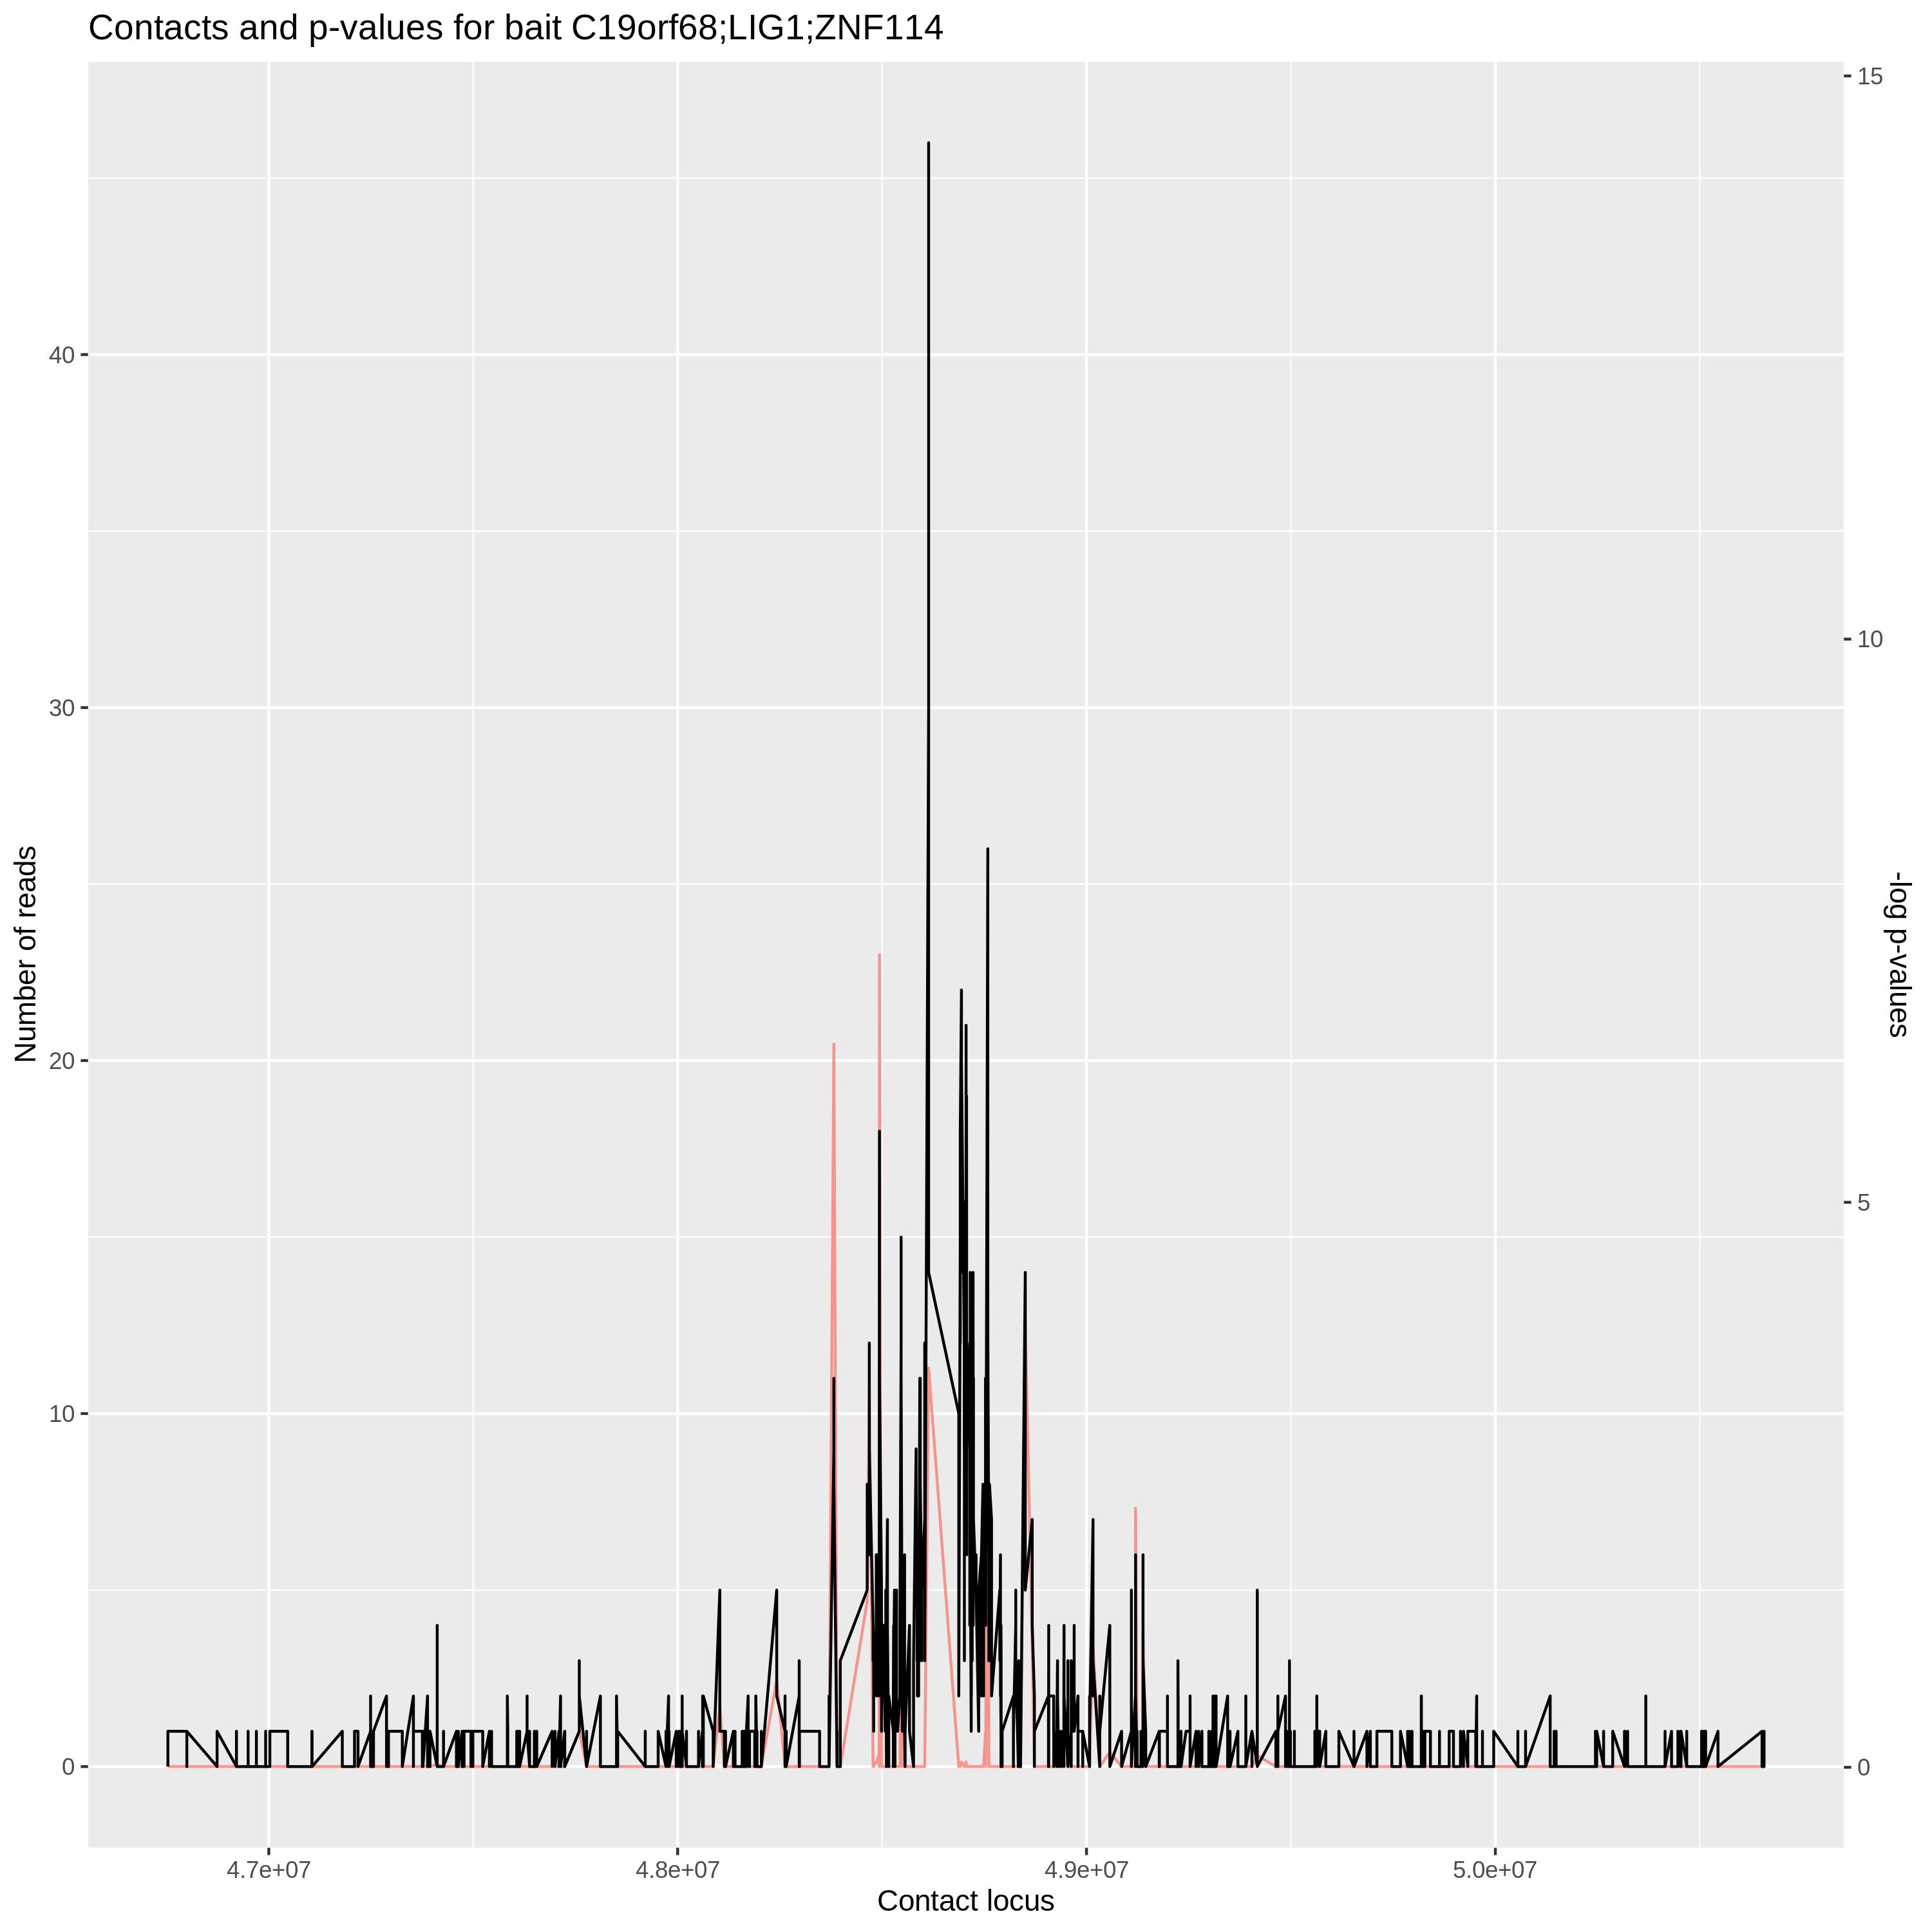 Contacts and p-values for bait C19orf68;LIG1;ZNF114
Number of reads
40
30
20
10
0
15
10
5
0
-log p-values
4.7e+07
4.8e+07
4.9e+07
5.0e+07
Contact locus